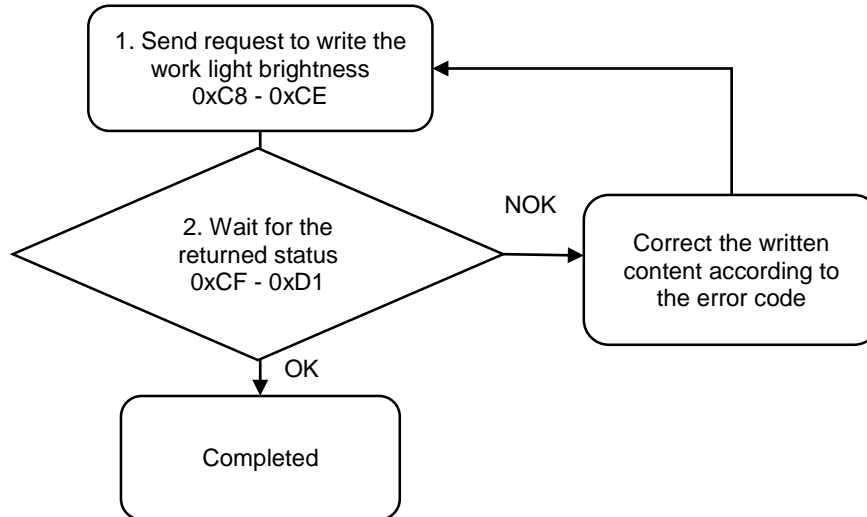 1. Send request to write the
work light brightness
0xC8 - 0xCE
2. Wait for the
returned status
0xCF - 0xD1
NOK
Correct the written
content according to
the error code
OK
Completed